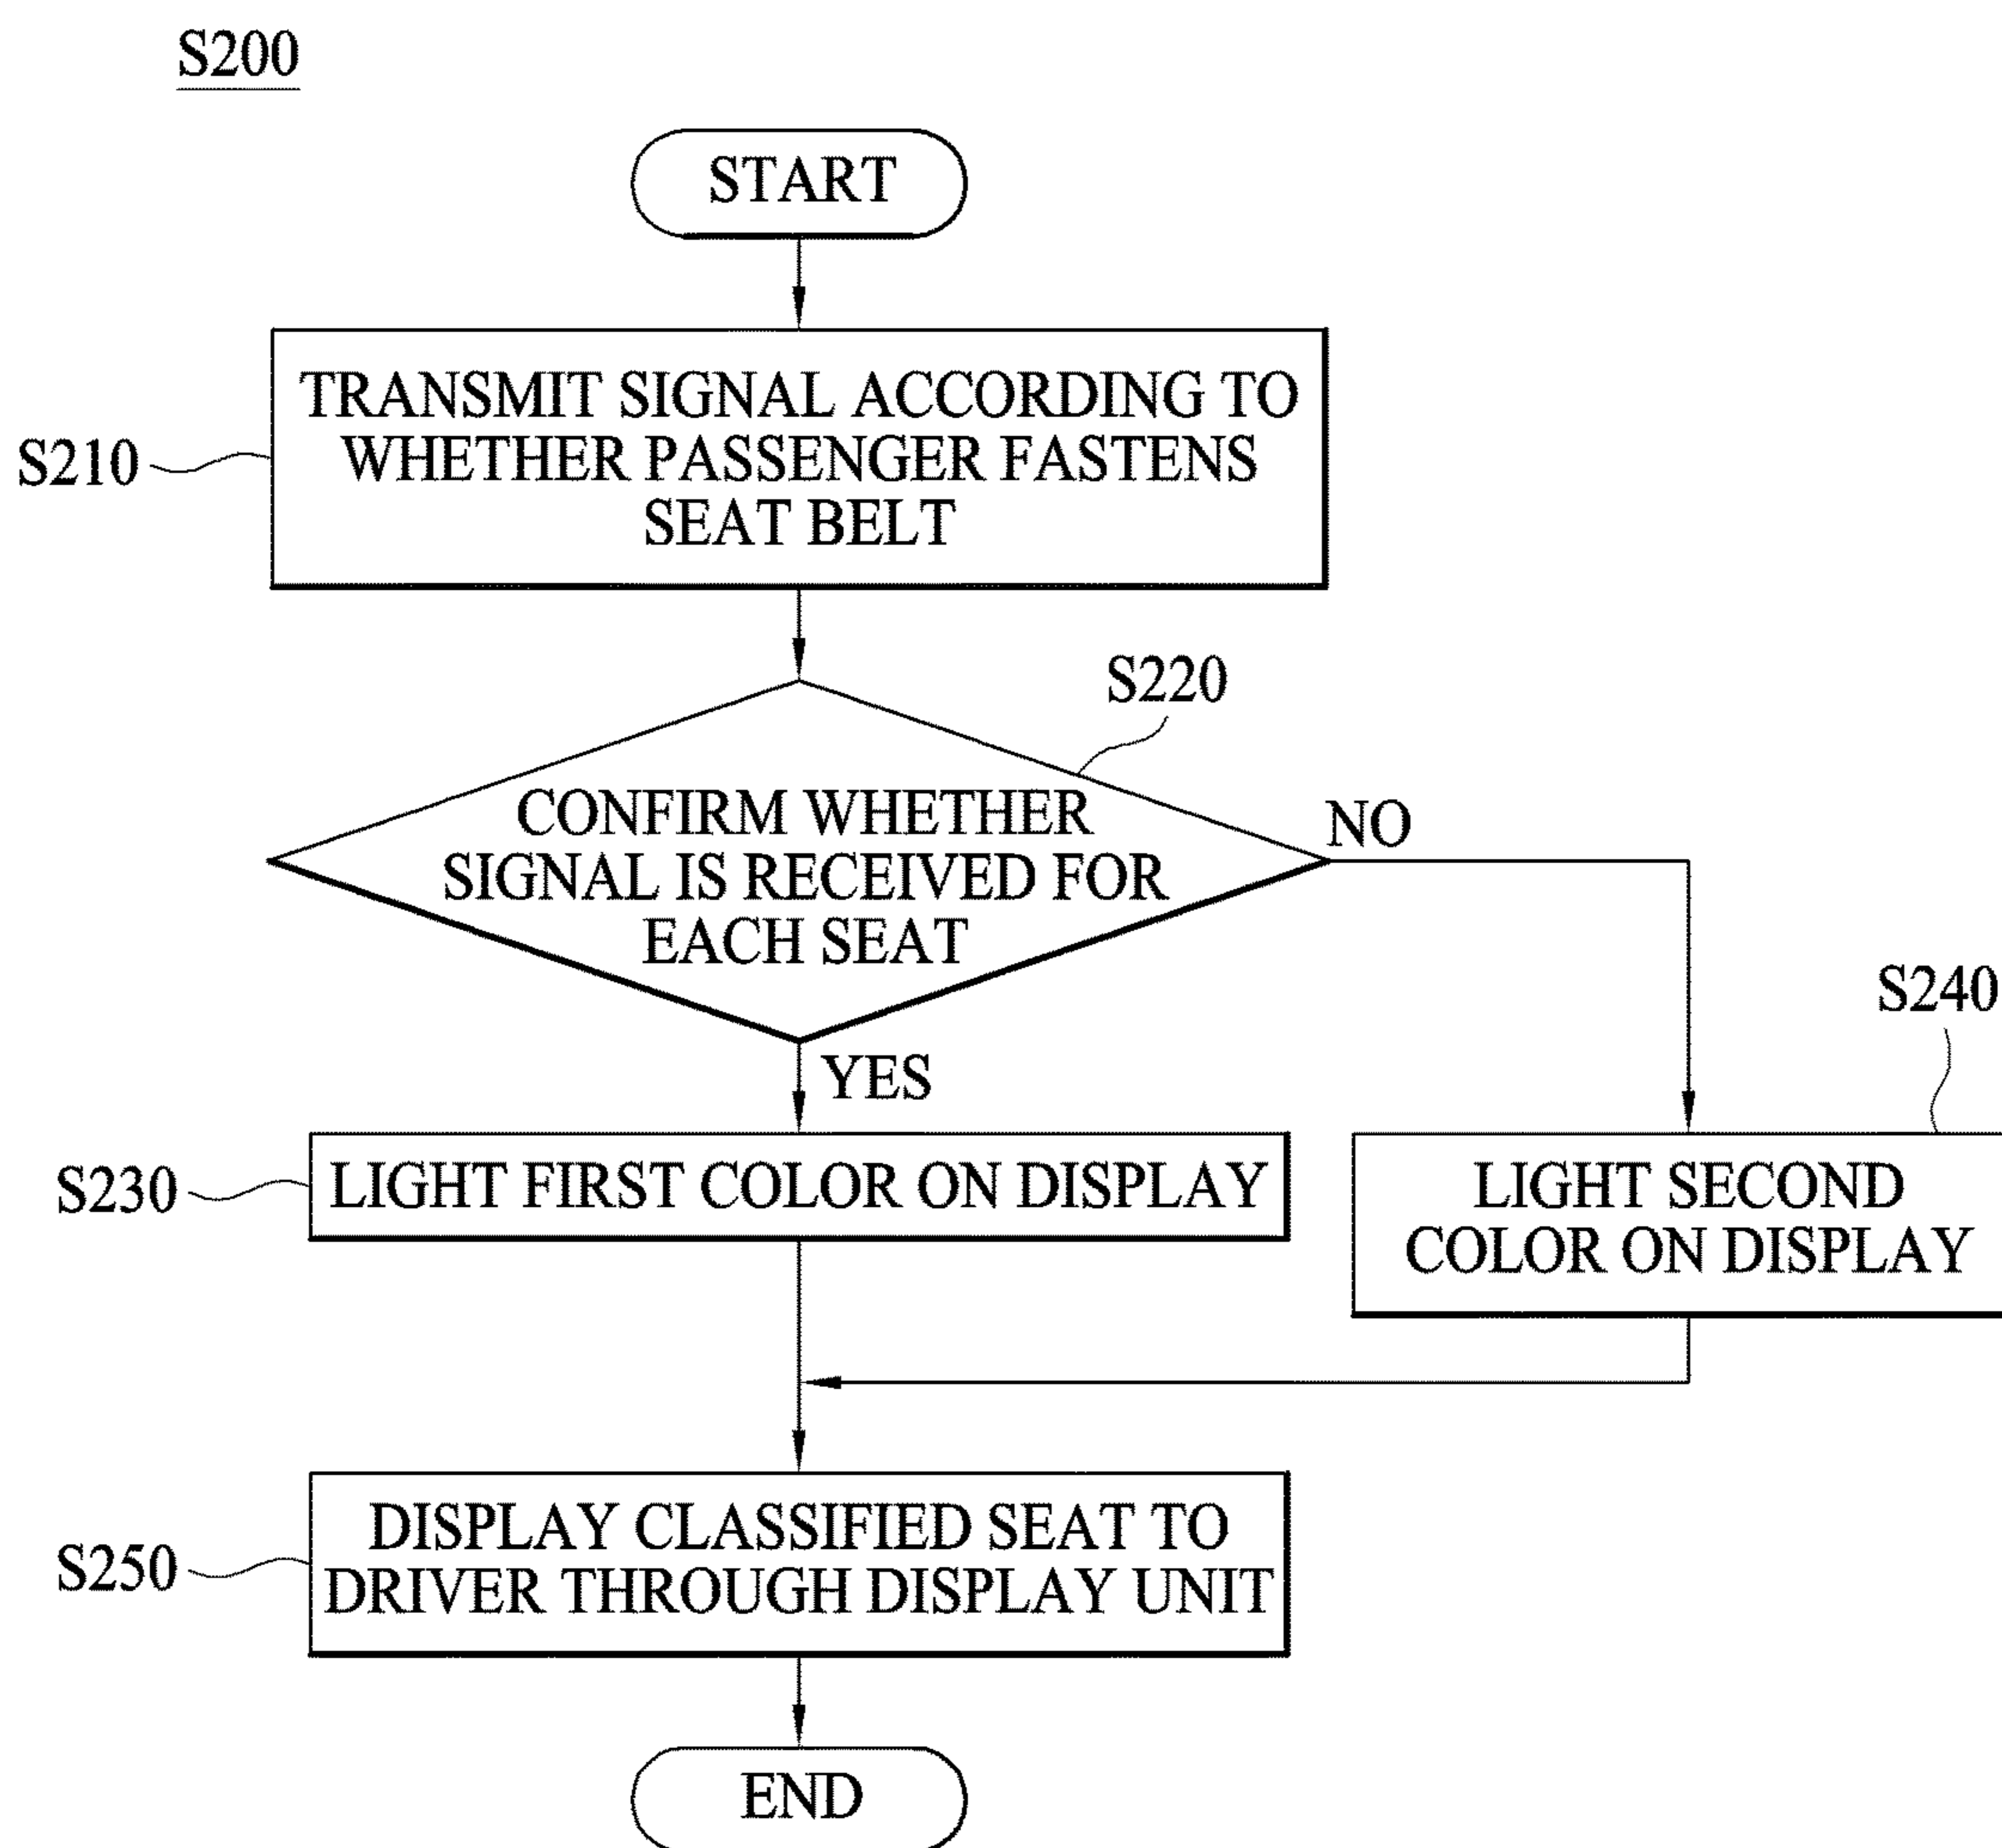 S200
START
S210
TRANSMIT SIGNAL ACCORDING TO
WHETHER PASSENGER FASTENS
SEAT BELT
S220
CONFIRM WHETHER
SIGNAL IS RECEIVED FOR
EACH SEAT
NO
YES
S240
S230
LIGHT FIRST COLOR ON DISPLAY
LIGHT SECOND
COLOR ON DISPLAY
S250
DISPLAY CLASSIFIED SEAT TO
DRIVER THROUGH DISPLAY UNIT
END